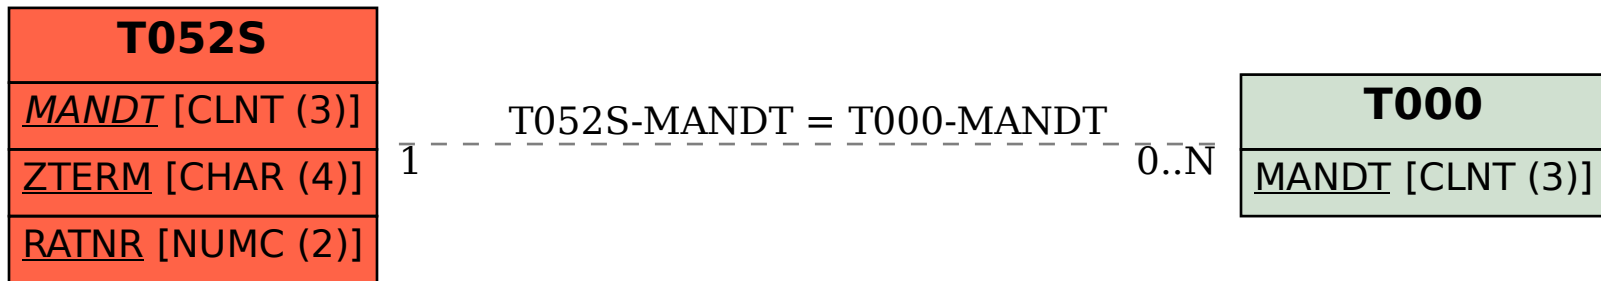 T052S
MANDT [CLNT (3)]
ZTERM [CHAR (4)]
RATNR [NUMC (2)]
T052S-MANDT = T000-MANDT
1
0..N
T000
MANDT [CLNT (3)]